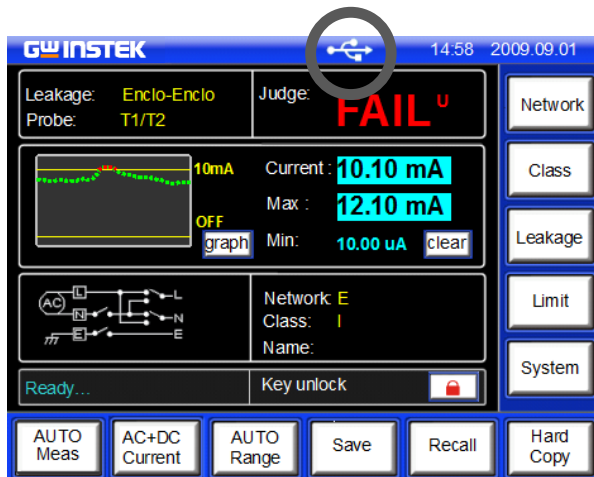 GWINSTEK 14:58 2009.09.01
Leakage: Enclo-Enclo
Probe: T1/T2
Judge: FAIL U
10mA
OFF
graph
Current : 10.10 mA
Max : 12.10 mA
Min: 10.00 uA clear
AC L N E
L
N
E
Network: E
Class: I
Name:
Ready...
Key unlock
Network
Class
Leakage
Limit
System
AUTO Meas
AC+DC Current
AUTO Range
Save
Recall
Hard Copy